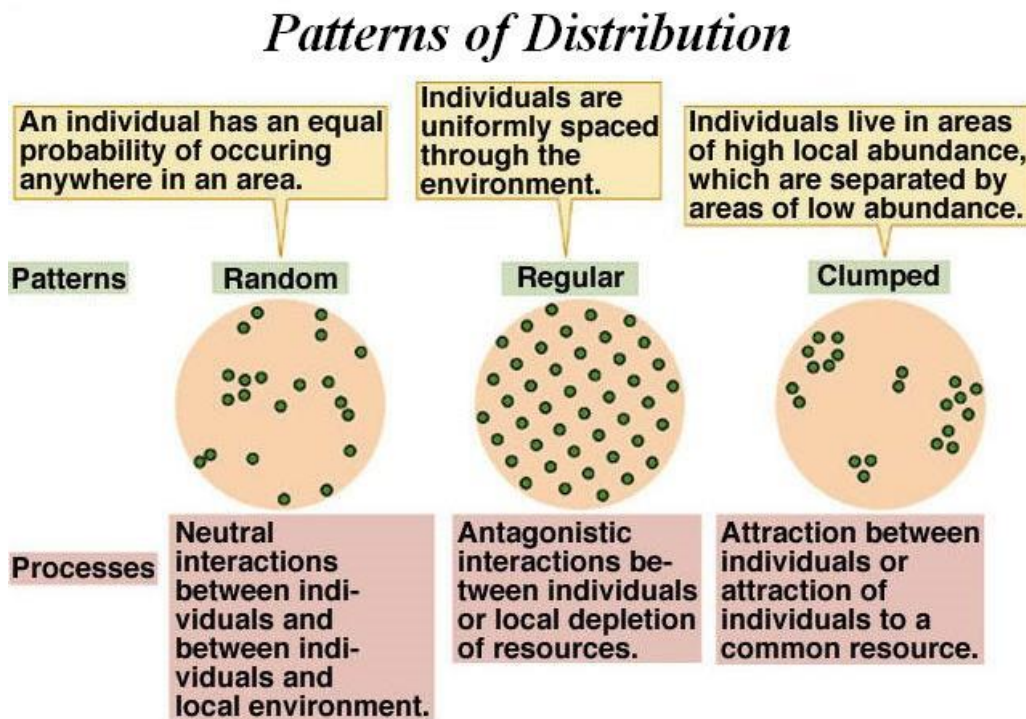 Patterns of Distribution
An individual has an equal
probability of occuring
anywhere in an area.
Individuals are
uniformly spaced
through the
environment.
Individuals live in areas
of high local abundance,
which are separated by
areas of low abundance.
Patterns
Random
Regular
Clumped
Processes
Neutral
interactions
between indi-
viduals and
between indi-
viduals and
local environment.
Antagonistic
interactions be-
tween individuals
or local depletion
of resources.
Attraction between
individuals or
attraction of
individuals to a
common resource.